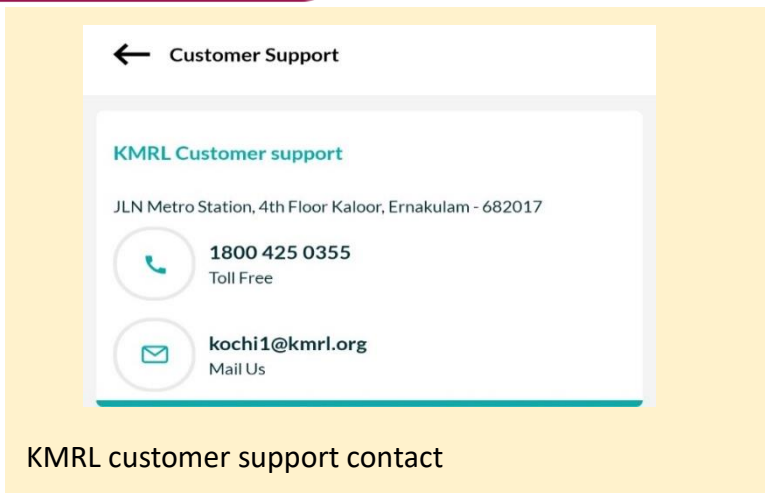 Customer Support
KMRL Customer support
JLN Metro Station, 4th Floor Kaloor, Ernakulam - 682017
1800 425 0355
Toll Free
kochi1@kmrl.org
Mail Us
KMRL customer support contact